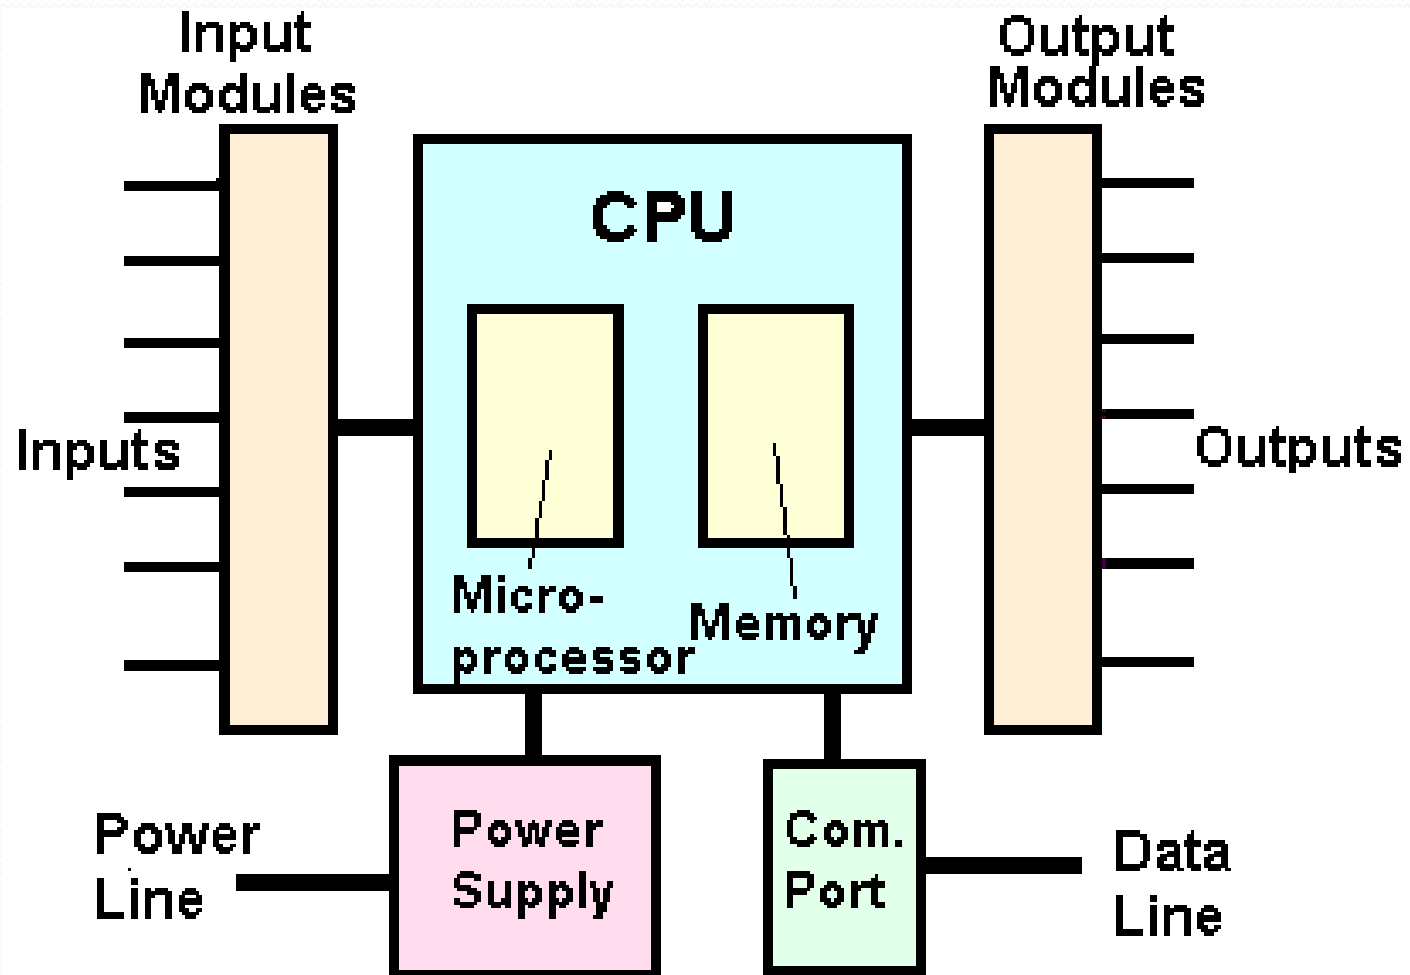 Input
Modules
Output
Modules
CPU
Inputs
Outputs
Micro-
processor
Memory
Power
Line
Power
Supply
Com.
Port
Data
Line